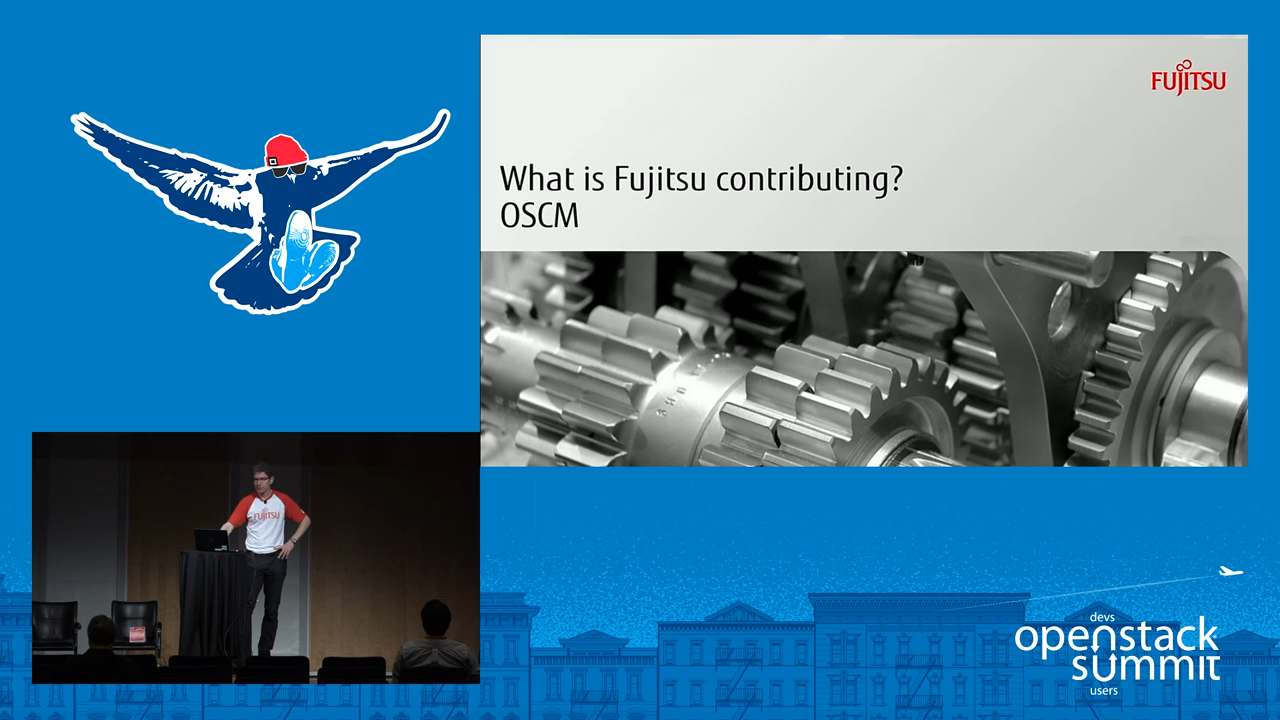 FUJITSU
What is Fujitsu contributing?
OSCM
FUJITSU
devs
openstack
summit
users